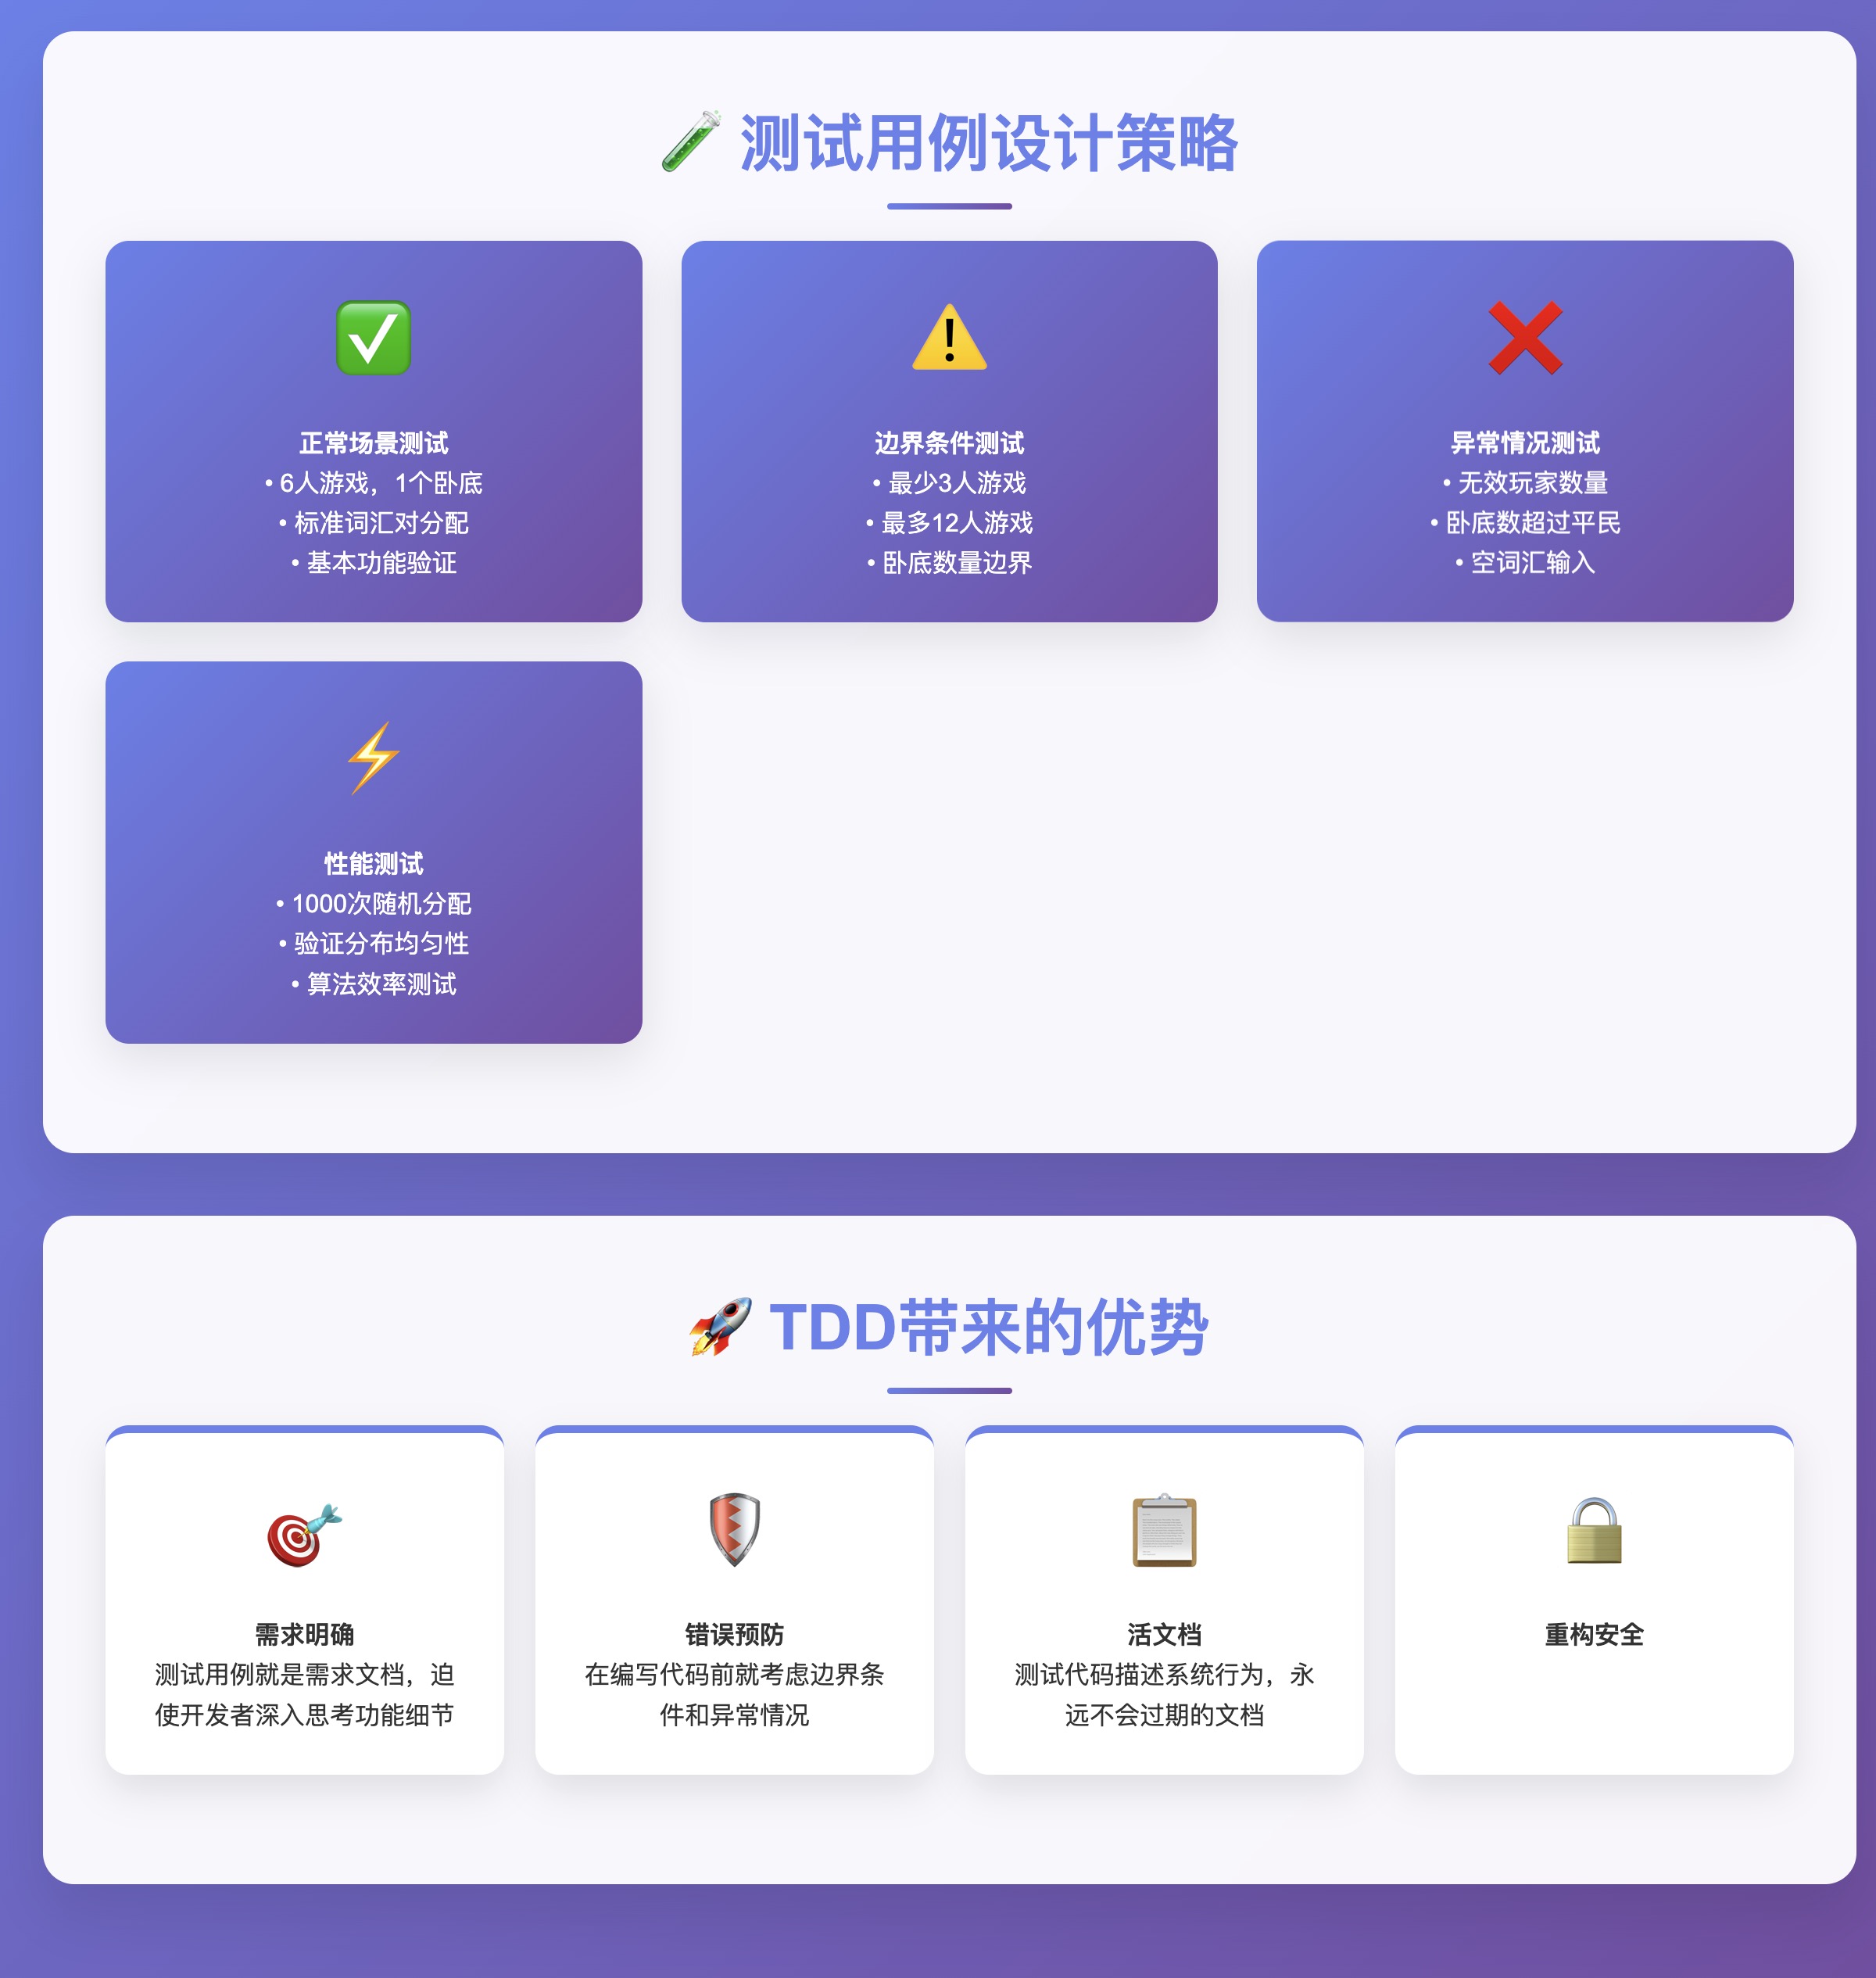 测试用例设计策略
正常场景测试
• 6人游戏，1个卧底
• 标准词汇对分配
• 基本功能验证
边界条件测试
• 最少3人游戏
• 最多12人游戏
• 卧底数量边界
异常情况测试
• 无效玩家数量
• 卧底数超过平民
• 空词汇输入
性能测试
• 1000次随机分配
• 验证分布均匀性
• 算法效率测试
TDD带来的优势
需求明确
测试用例就是需求文档，迫
使开发者深入思考功能细节
错误预防
在编写代码前就考虑边界条
件和异常情况
活文档
测试代码描述系统行为，永
远不会过期的文档
重构安全